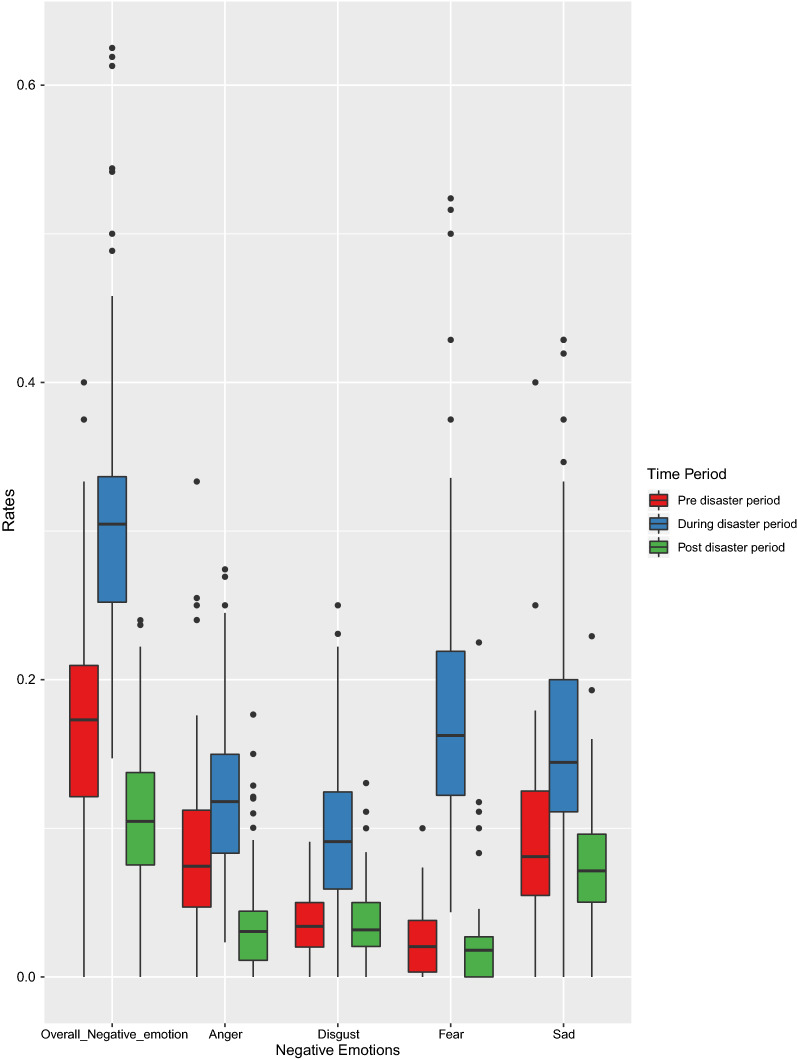 0.6
0.4
0.2
0.0
Rates
Overall_Negative_emotion Anger Disgust Fear Sad
Negative Emotions
Time Period
Pre disaster period
During disaster period
Post disaster period